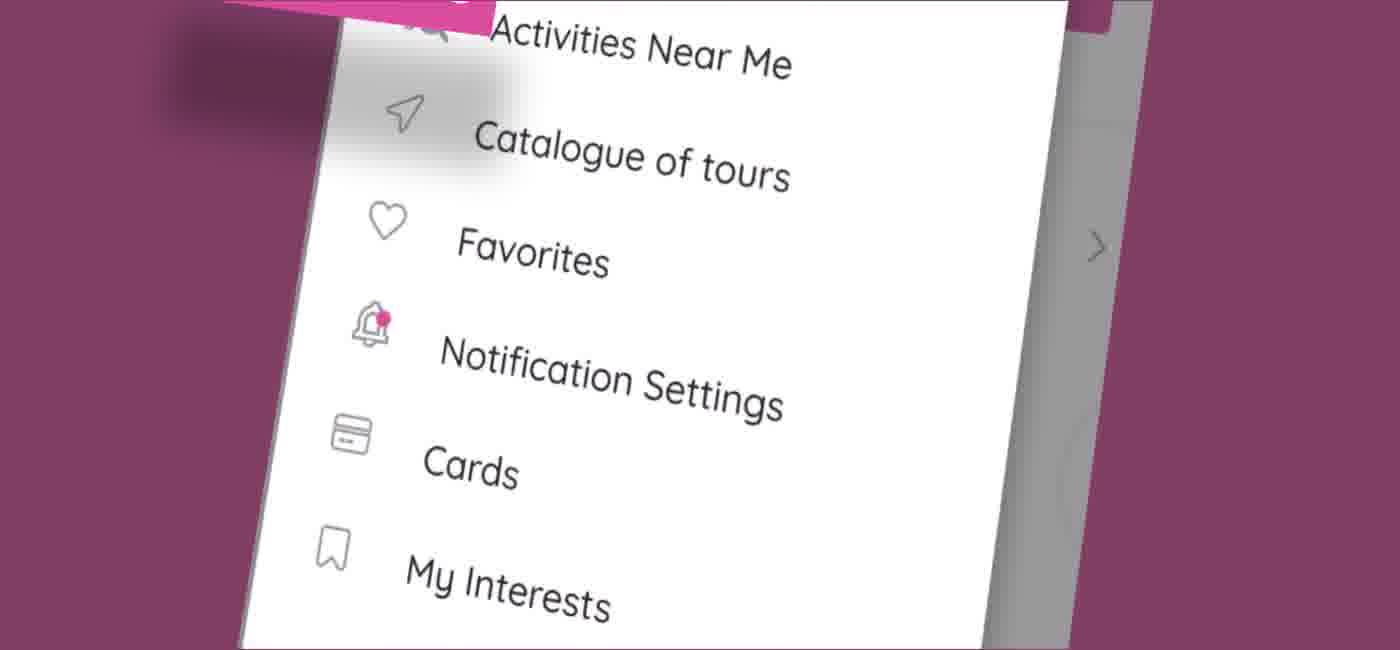 Activities Near Me
Catalogue of tours
Favorites
Notification Settings
Cards
My Interests